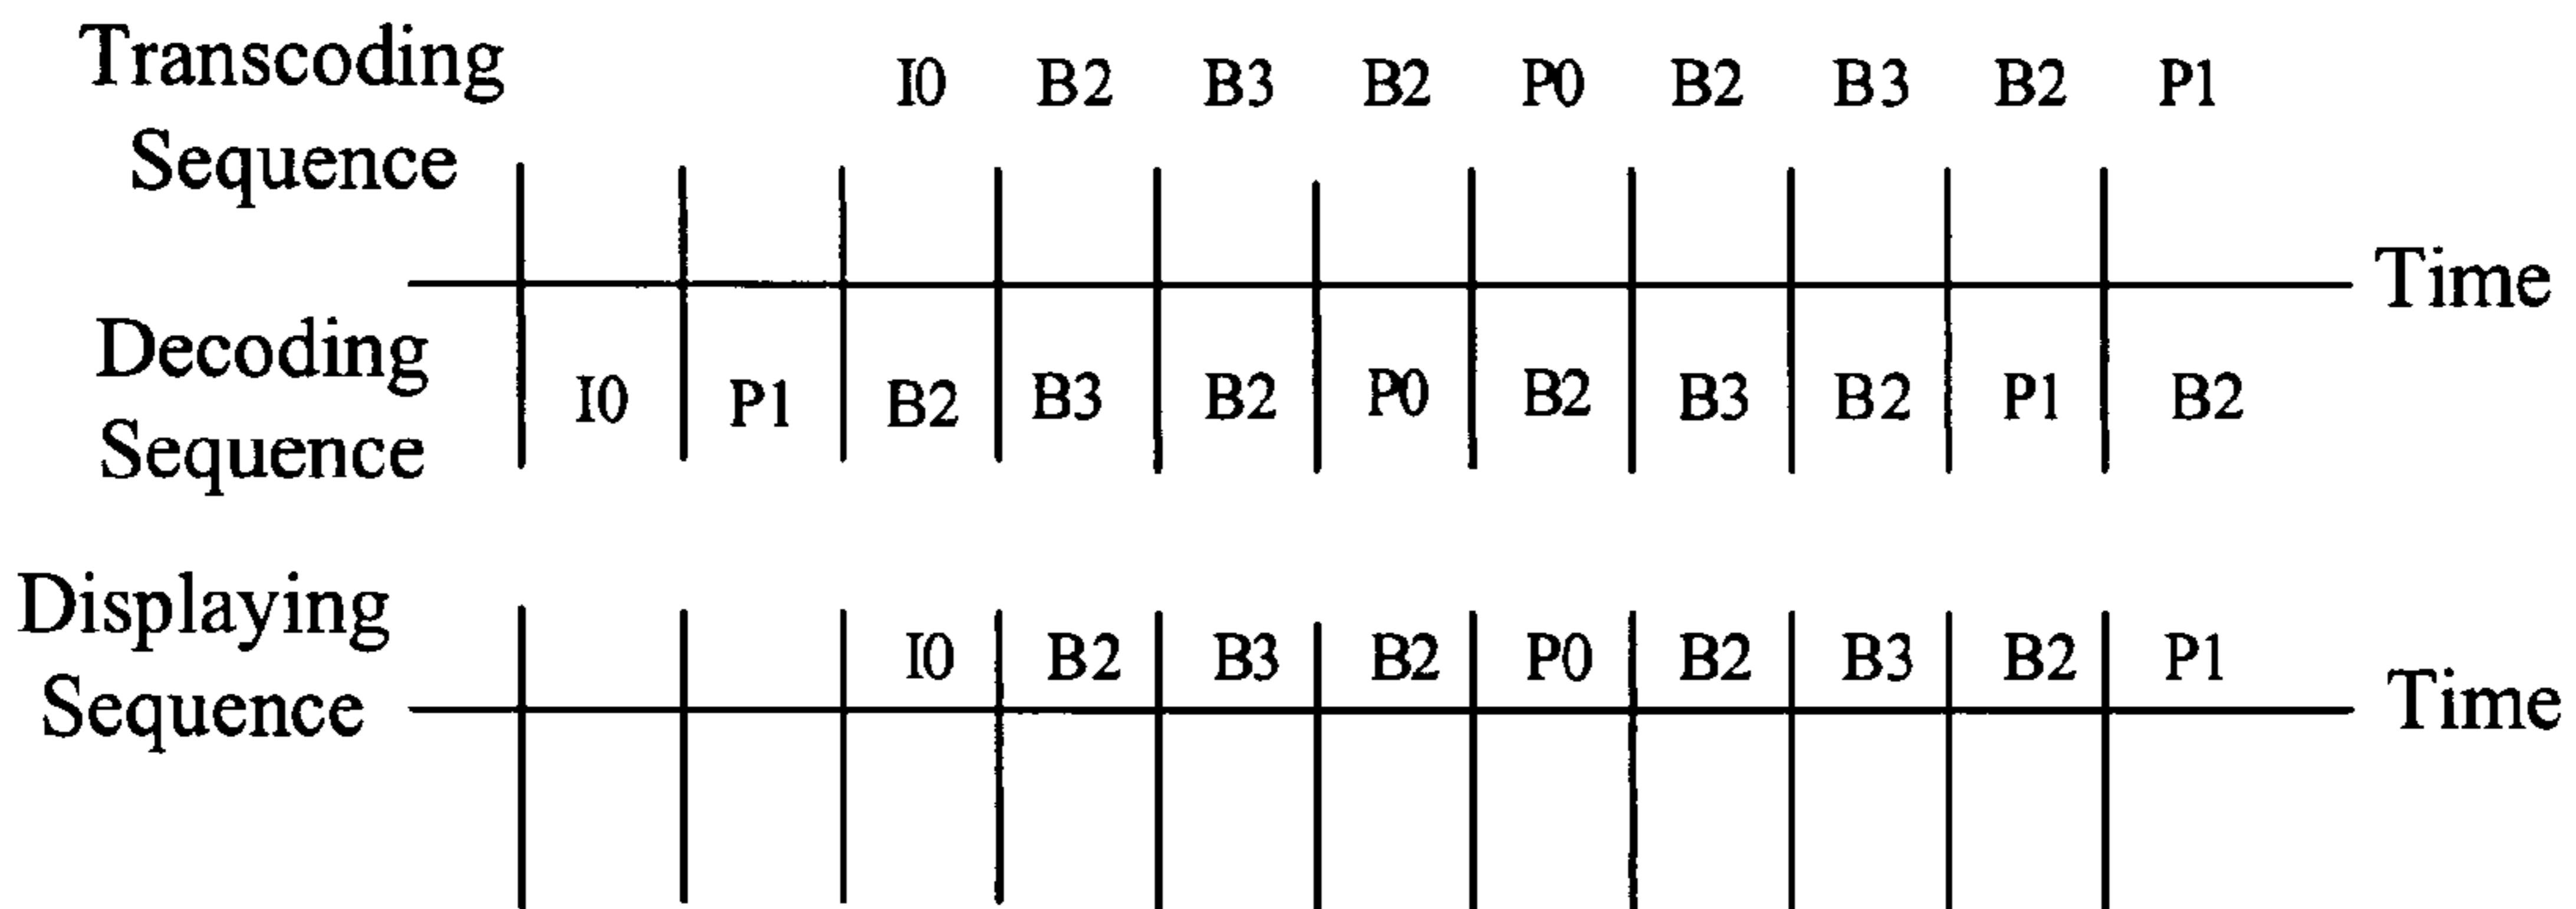 Transcoding Sequence
I0 B2 B3 B2 P0 B2 B3 B2 P1
Time
Decoding Sequence
I0 P1 B2 B3 B2 P0 B2 B3 B2 P1 B2
Displaying Sequence
I0 B2 B3 B2 P0 B2 B3 B2 P1
Time